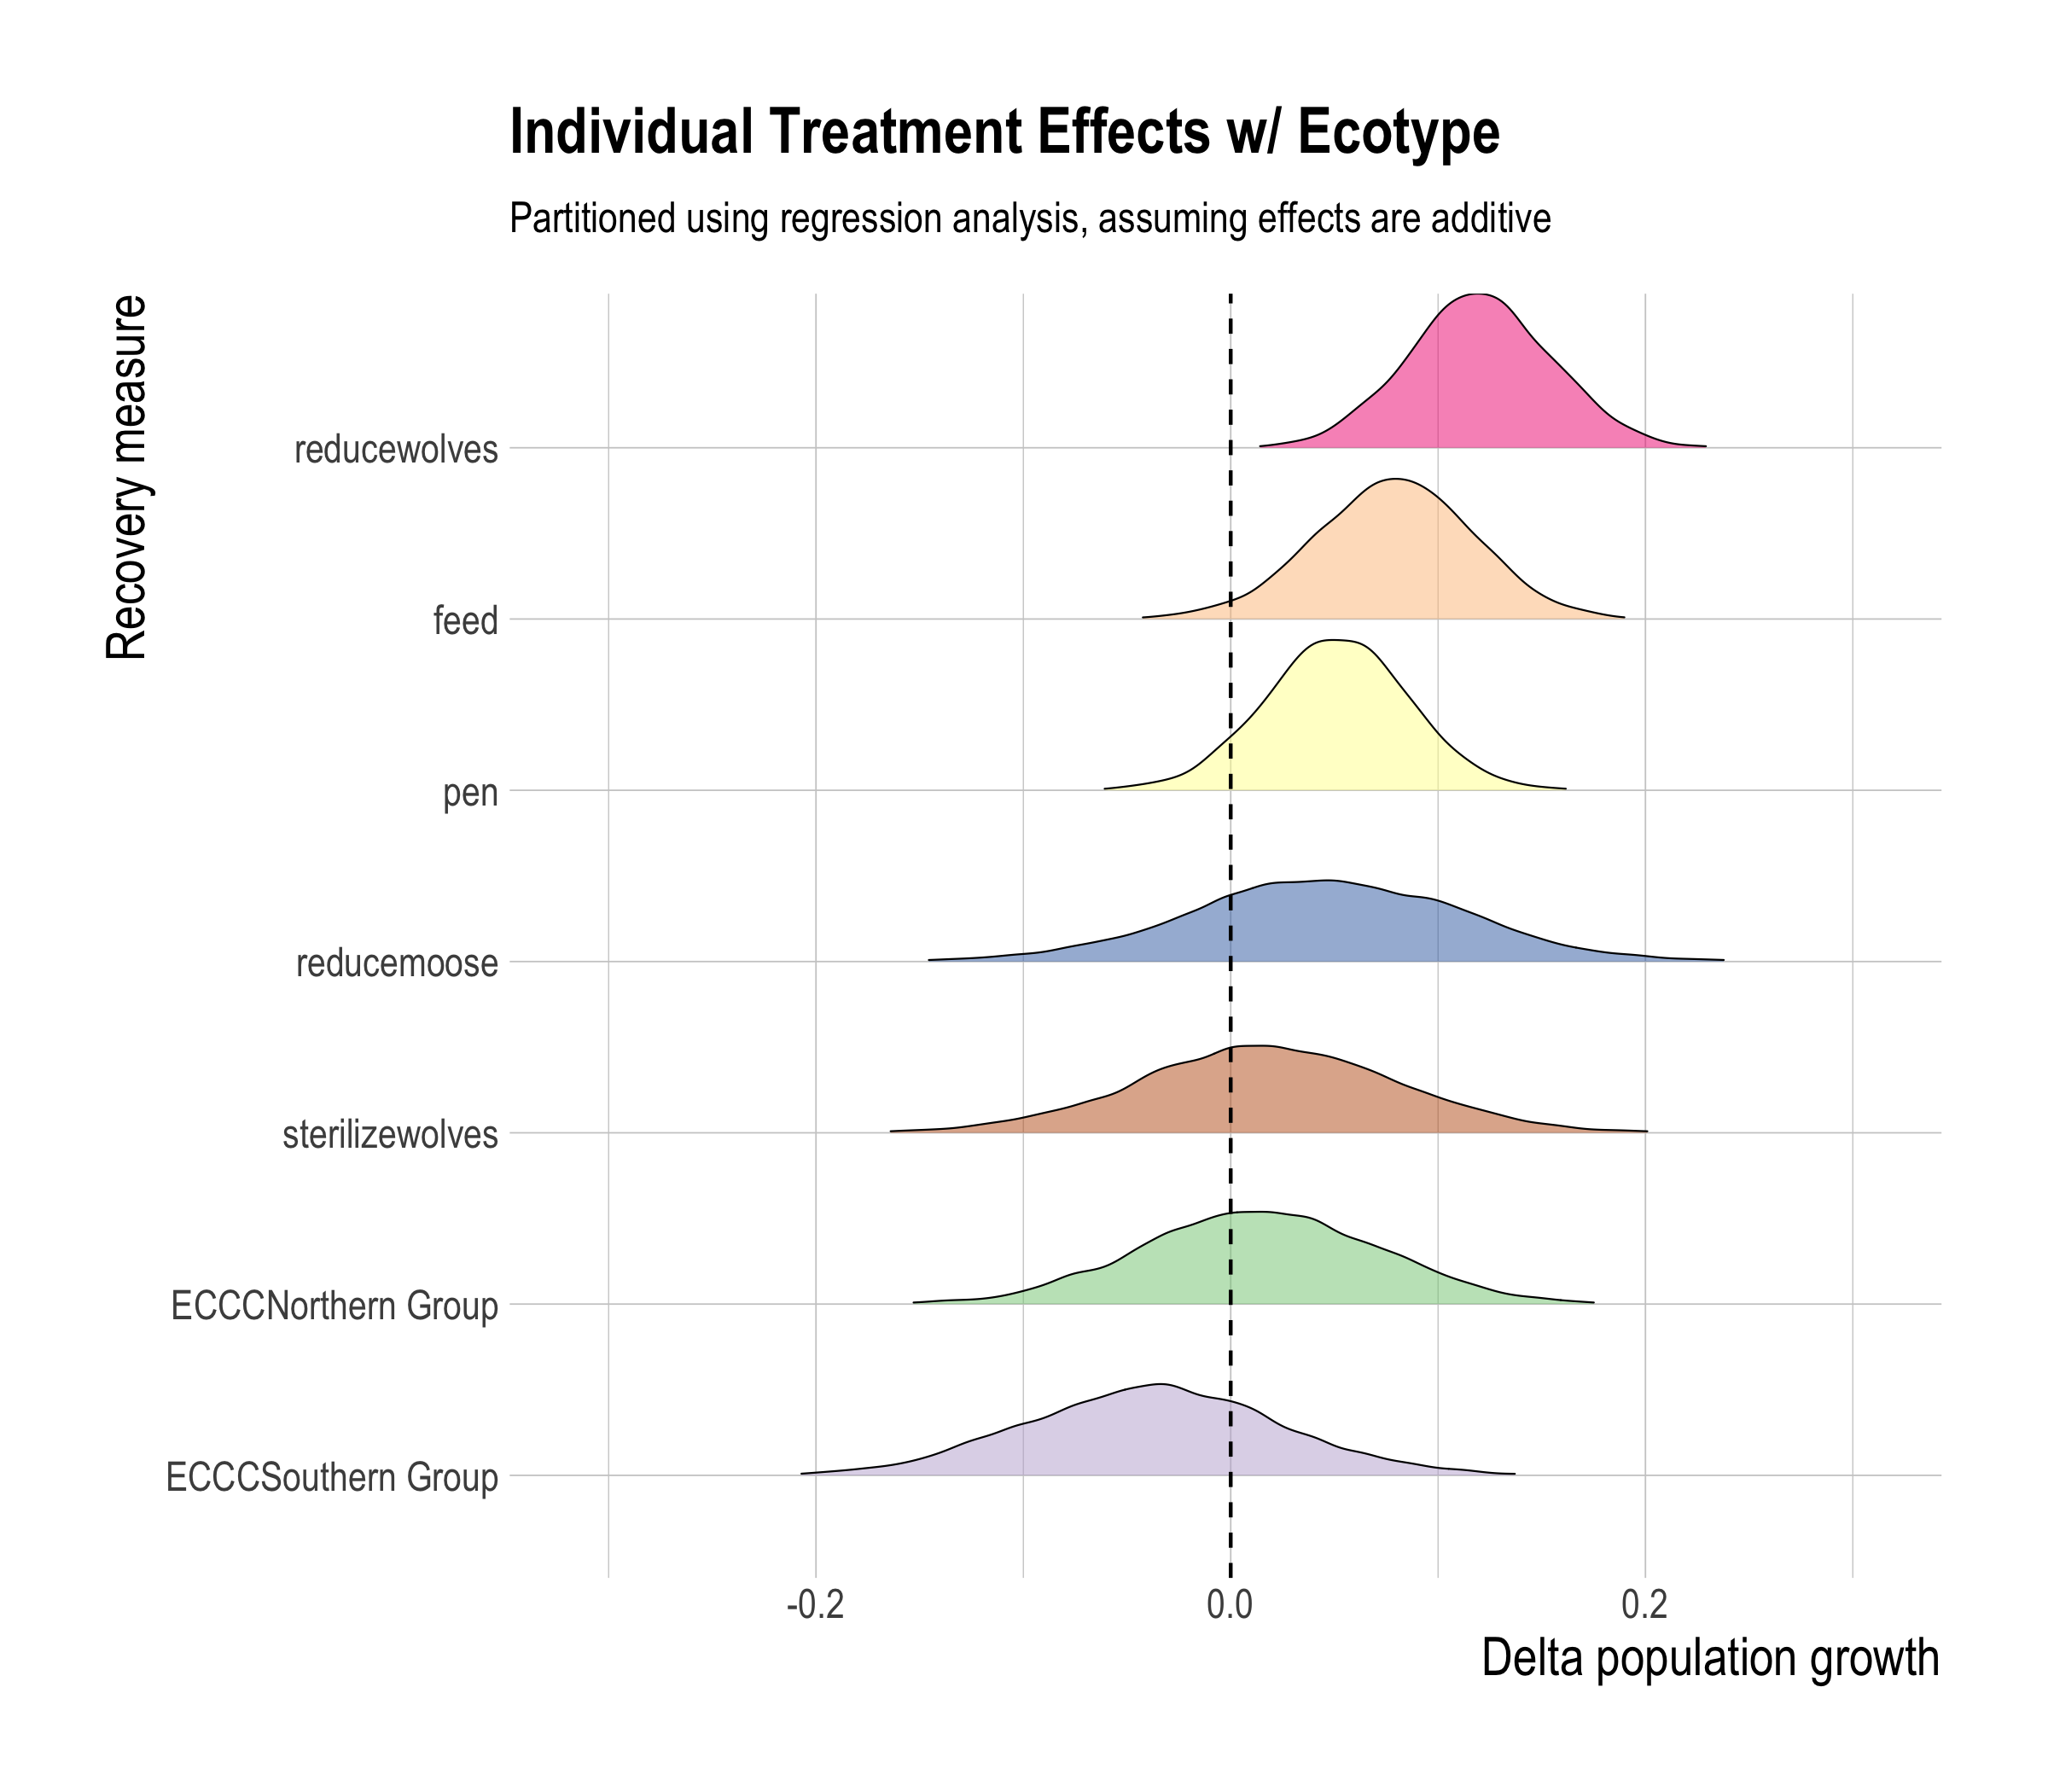 Individual Treatment Effects w/ Ecotype
Partitioned using regression analysis, assuming effects are additive
Recovery measure
reducewolves
feed
pen
reducemoose
sterilizewolves
ECCCNorthern Group
ECCCSouthern Group
-0.2 0.0 0.2
Delta population growth